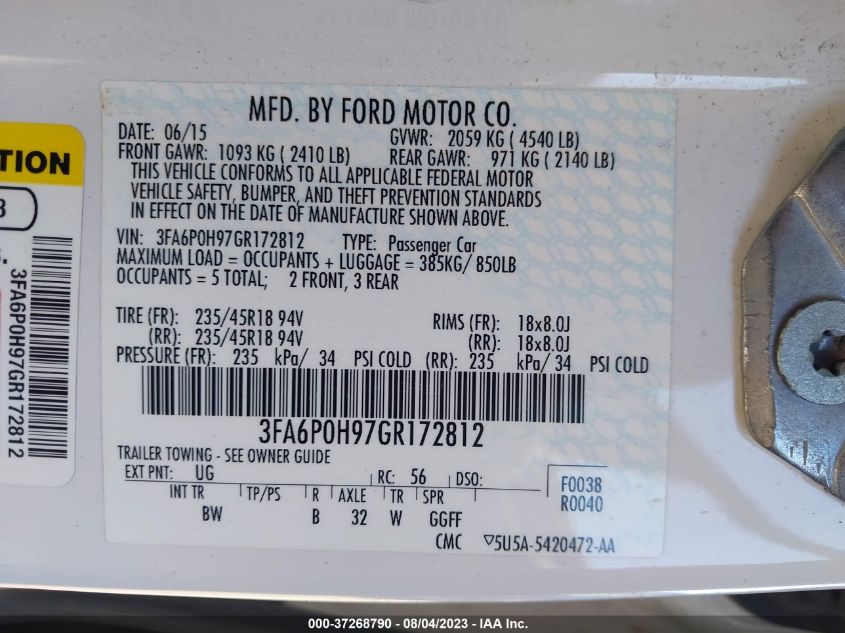 MFD. BY FORD MOTOR CO.
DATE: 06/15 GVWR: 2059 KG ( 4540 LB)
FRONT GAWR: 1093 KG ( 2410 LB) REAR GAWR: 971 KG ( 2140 LB)
THIS VEHICLE CONFORMS TO ALL APPLICABLE FEDERAL MOTOR
VEHICLE SAFETY, BUMPER, AND THEFT PREVENTION STANDARDS
IN EFFECT ON THE DATE OF MANUFACTURE SHOWN ABOVE.
VIN: 3FA6P0H97GR172812 TYPE: Passenger Car
MAXIMUM LOAD = OCCUPANTS + LUGGAGE = 385KG/ 850LB
OCCUPANTS = 5 TOTAL; 2 FRONT, 3 REAR
TIRE (FR): 235/45R18 94V RIMS (FR): 18x8.0J
(RR): 235/45R18 94V (RR): 18x8.0J
PRESSURE (FR): 235 kPa/ 34 PSI COLD (RR): 235 kPa/ 34 PSI COLD
3FA6P0H97GR172812
TRAILER TOWING - SEE OWNER GUIDE
EXT PNT: UG RC: 56 DSO:
INT TR TP/PS R AXLE TR SPR
BW B 32 W GGFF
F0038
R0040
CMC ▽5U5A-5420472-AA
TION
3
3FA6P0H97GR172812
000-37268790 - 08/04/2023 - IAA Inc.